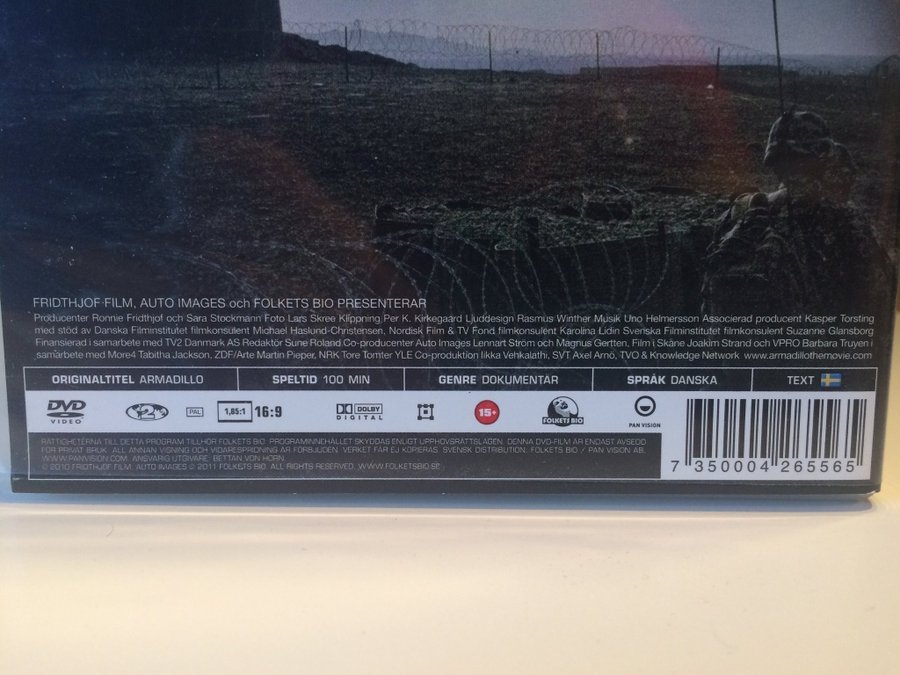 FRIDTHJOF FILM, AUTO IMAGES och FOLKETS BIO PRESENTERAR
Producenter Ronnie Fridthjof och Sara Stockmann Foto Lars Skree Klippning Per K. Kirkegaard Ljuddesign Rasmus Winther Musik Uno Helmersson Associerad producent Kasper Torsting
med stöd av Danska Filminstitutet filmkonsulent Michael Haslund-Christensen, Nordisk Film & TV Fond filmkonsulent Karolina Lidin Svenska Filminstitutet filmkonsulent Suzanne Glansborg
Finansierad i samarbete med TV2 Danmark AS Redaktör Sune Roland Co-producenter Auto Images Lennart Ström och Magnus Gertten, Film i Skåne Joakim Strand och VPRO Barbara Truyen i
samarbete med More4 Tabitha Jackson, ZDF/Arte Martin Pieper, NRK Tore Tomter YLE Co-produktion Iikka Vehkalahti, SVT Axel Arnö, TVO & Knowledge Network www.armadillothemovie.com
ORIGINALTITEL ARMADILLO SPELTID 100 MIN GENRE DOKUMENTÄR SPRÅK DANSKA TEXT
DVD VIDEO 2 PAL 1,85:1 16:9 DOLBY DIGITAL 15+ FOLKETS BIO PAN VISION
RÄTTIGHETERNA TILL DETTA PROGRAM TILLHÖR FOLKETS BIO. PROGRAMINNEHÅLLET SKYDDAS ENLIGT UPPHOVSRÄTTSLAGEN. DENNA DVD-FILM ÄR ENDAST AVSEDD
FÖR PRIVAT BRUK. ALL ANNAN VISNING OCH VIDARESPRIDNING ÄR FÖRBJUDEN. VERKET FÅR EJ KOPIERAS. SVENSK DISTRIBUTION: FOLKETS BIO / PAN VISION AB.
WWW.PANVISION.COM. ANSVARIG UTGIVARE: BETTAN VON HORN.
© 2010 FRIDTHJOF FILM, AUTO IMAGES © 2011 FOLKETS BIO. ALL RIGHTS RESERVED. WWW.FOLKETSBIO.SE
7 350004 265565